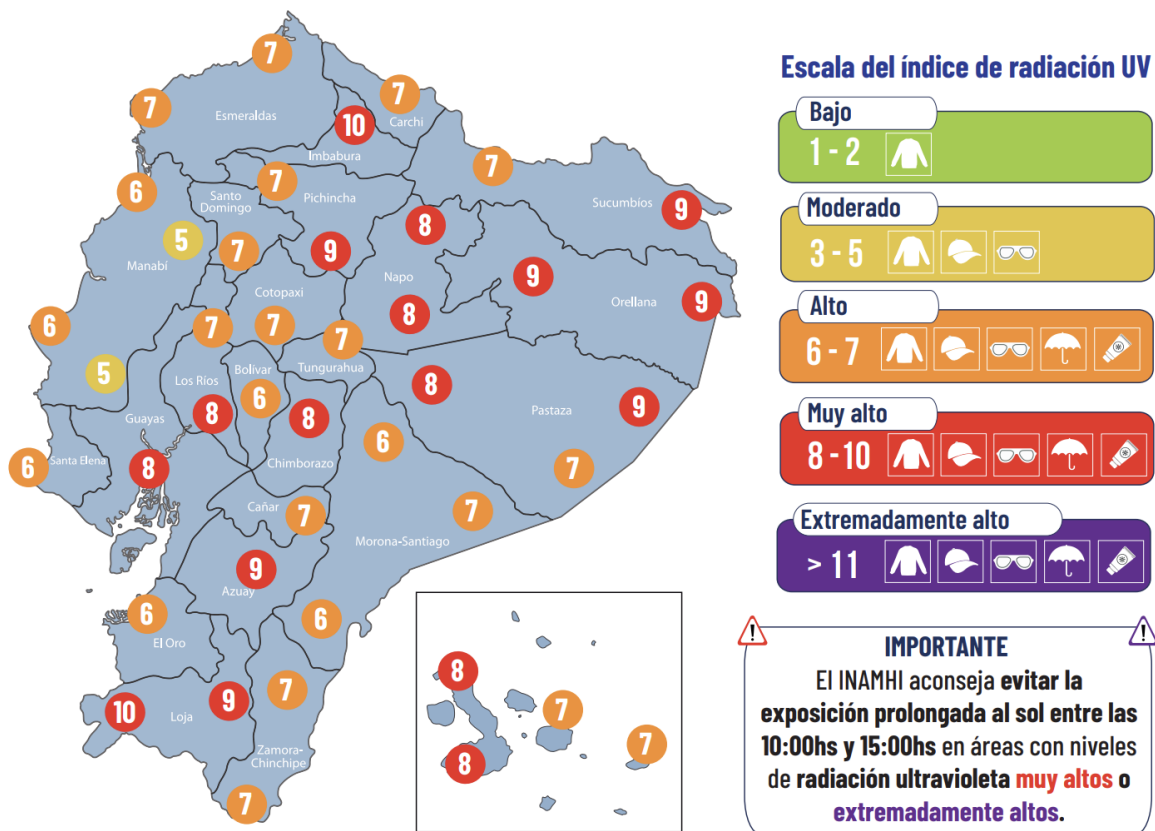 7
7
7
Esmeraldas
Carchi
10
Imbabura
7
7
6
Santo
Domingo
Pichincha
Sucumbíos
9
8
5
7
9
Manabí
Napo
9
Cotopaxi
Orellana
9
8
6
7
7
7
Tungurahua
5
Los Ríos
Bolivar
6
8
8
8
Pastaza
9
Guayas
6
Chimborazo
Santa Elena
6
8
7
Cañar
7
7
Morona-Santiago
9
Azuay
6
6
El Oro
10
Loja
9
7
Zamora-
Chinchipe
7
8
7
7
8
Escala del índice de radiación UV
Bajo
1 - 2
Moderado
3 - 5
Alto
6 - 7
Muy alto
8 - 10
Extremadamente alto
> 11
! !
IMPORTANTE
El INAMHI aconseja evitar la
exposición prolongada al sol entre las
10:00hs y 15:00hs en áreas con niveles
de radiación ultravioleta muy altos o
extremadamente altos.